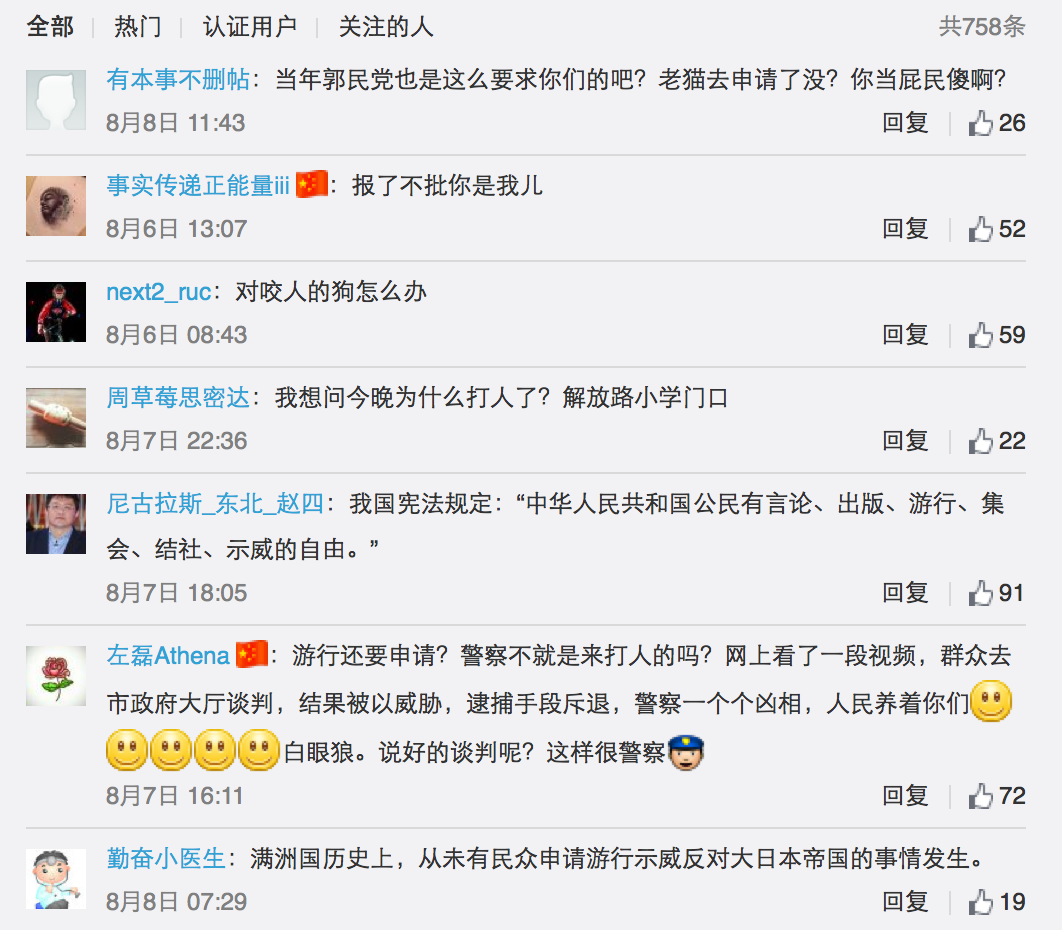 全部 热门 认证用户 关注的人 共758条
有本事不删帖：当年郭民党也是这么要求你们的吧？老猫去申请了没？你当屁民傻啊？
8月8日 11:43 回复 26
事实传递正能量iii🇨🇳：报了不批你是我儿
8月6日 13:07 回复 52
next2_ruc：对咬人的狗怎么办
8月6日 08:43 回复 59
周草莓思密达：我想问今晚为什么打人了？解放路小学门口
8月7日 22:36 回复 22
尼古拉斯_东北_赵四：我国宪法规定：“中华人民共和国公民有言论、出版、游行、集
会、结社、示威的自由。”
8月7日 18:05 回复 91
左磊Athena🇨🇳：游行还要申请？警察不就是来打人的吗？网上看了一段视频，群众去
市政府大厅谈判，结果被以威胁，逮捕手段斥退，警察一个个凶相，人民养着你们
白眼狼。说好的谈判呢？这样很警察
8月7日 16:11 回复 72
勤奋小医生：满洲国历史上，从未有民众申请游行示威反对大日本帝国的事情发生。
8月8日 07:29 回复 19